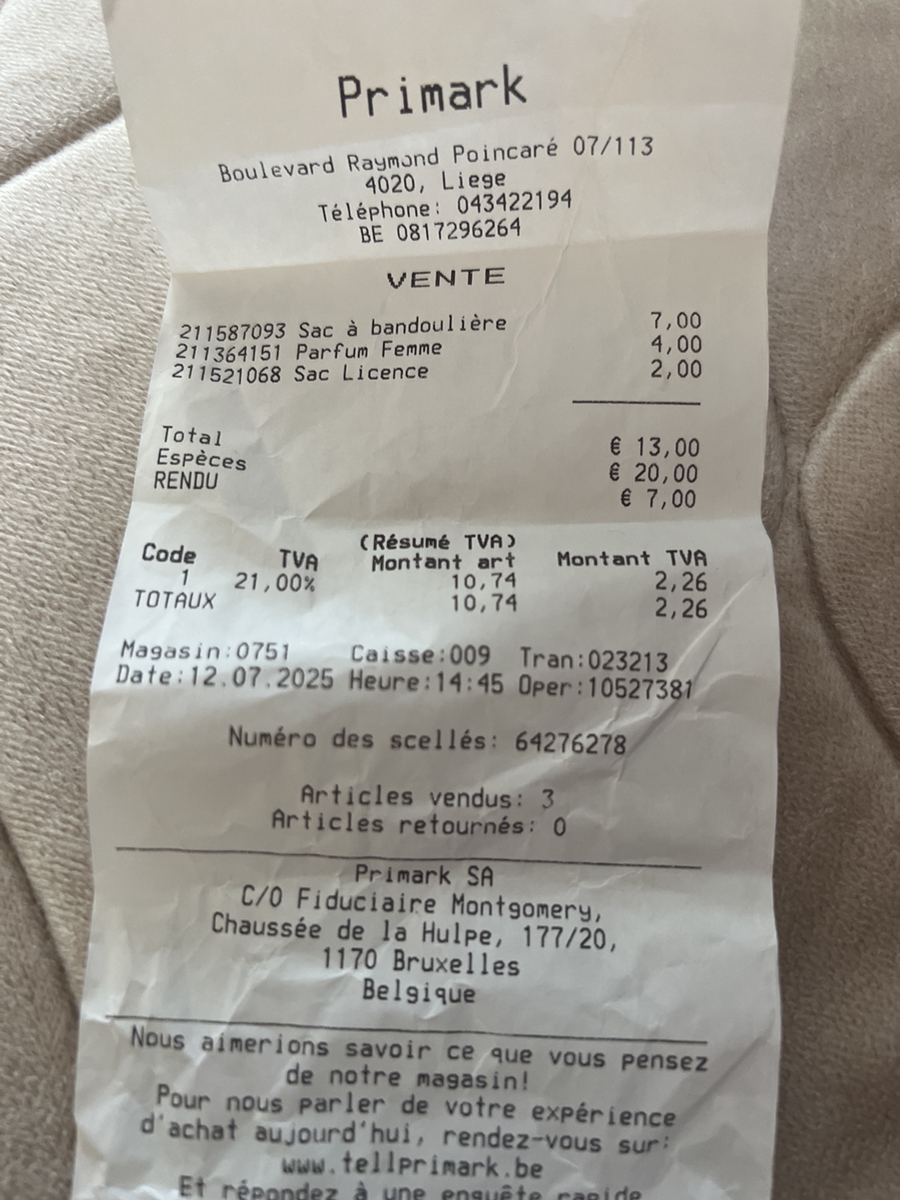 Primark
Boulevard Raymond Poincaré 07/113
4020, Liege
Téléphone: 043422194
BE 0817296264
VENTE
211587093 Sac à bandoulière 7,00
211364151 Parfum Femme 4,00
211521068 Sac Licence 2,00
Total € 13,00
Espèces € 20,00
RENDU € 7,00
(Résumé TVA)
Code TVA Montant art Montant TVA
1 21,00% 10,74 2,26
TOTAUX 10,74 2,26
Magasin:0751 Caisse:009 Tran:023213
Date:12.07.2025 Heure:14:45 Oper:10527381
Numéro des scellés: 64276278
Articles vendus: 3
Articles retournés: 0
Primark SA
C/O Fiduciaire Montgomery,
Chaussée de la Hulpe, 177/20,
1170 Bruxelles
Belgique
Nous aimerions savoir ce que vous pensez
de notre magasin!
Pour nous parler de votre expérience
d'achat aujourd'hui, rendez-vous sur:
www.tellprimark.be
Et répondez à une enquête rapide